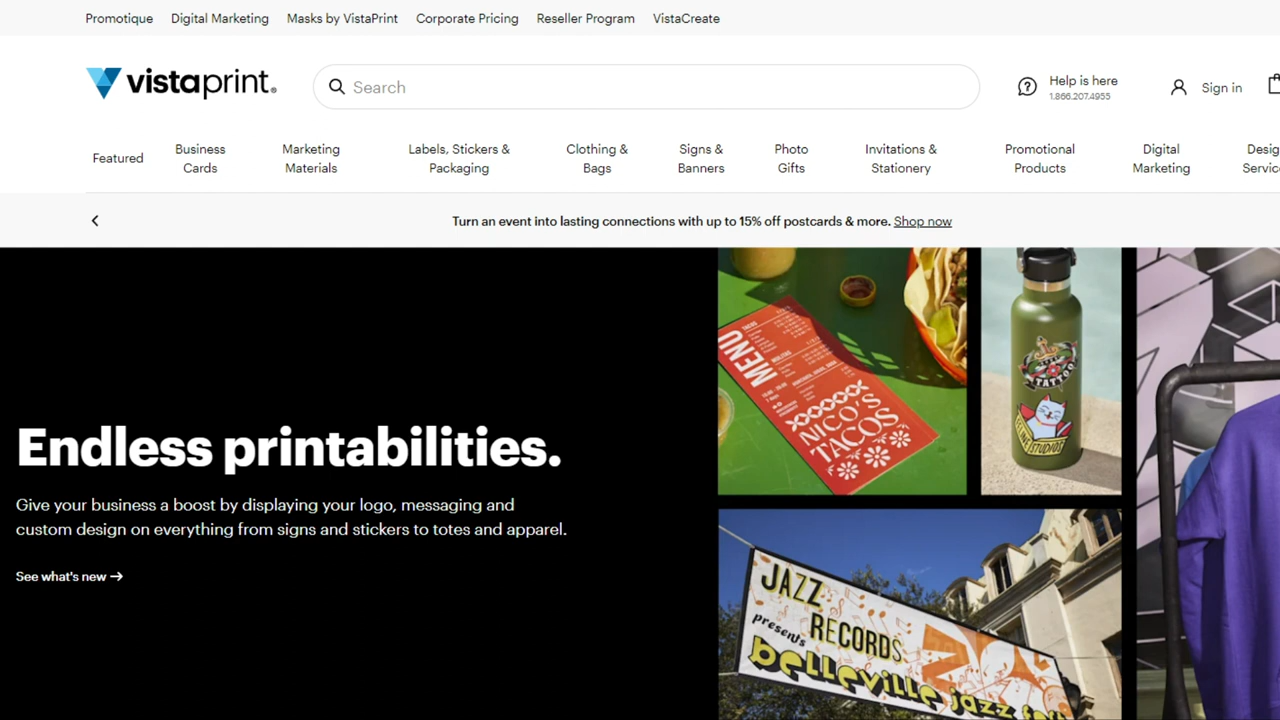 Promotique Digital Marketing Masks by VistaPrint Corporate Pricing Reseller Program VistaCreate
vistaprint®
Search
Help is here
1.866.207.4955
Sign in
Featured
Business
Cards
Marketing
Materials
Labels, Stickers &
Packaging
Clothing &
Bags
Signs &
Banners
Photo
Gifts
Invitations &
Stationery
Promotional
Products
Digital
Marketing
Turn an event into lasting connections with up to 15% off postcards & more. Shop now
Endless printabilities.
Give your business a boost by displaying your logo, messaging and
custom design on everything from signs and stickers to totes and apparel.
See what's new →
MENU
TACOS
NICO'S
TACOS
TATTOO
STUDIOS
JAZZ
RECORDS
presents
belleville jazz